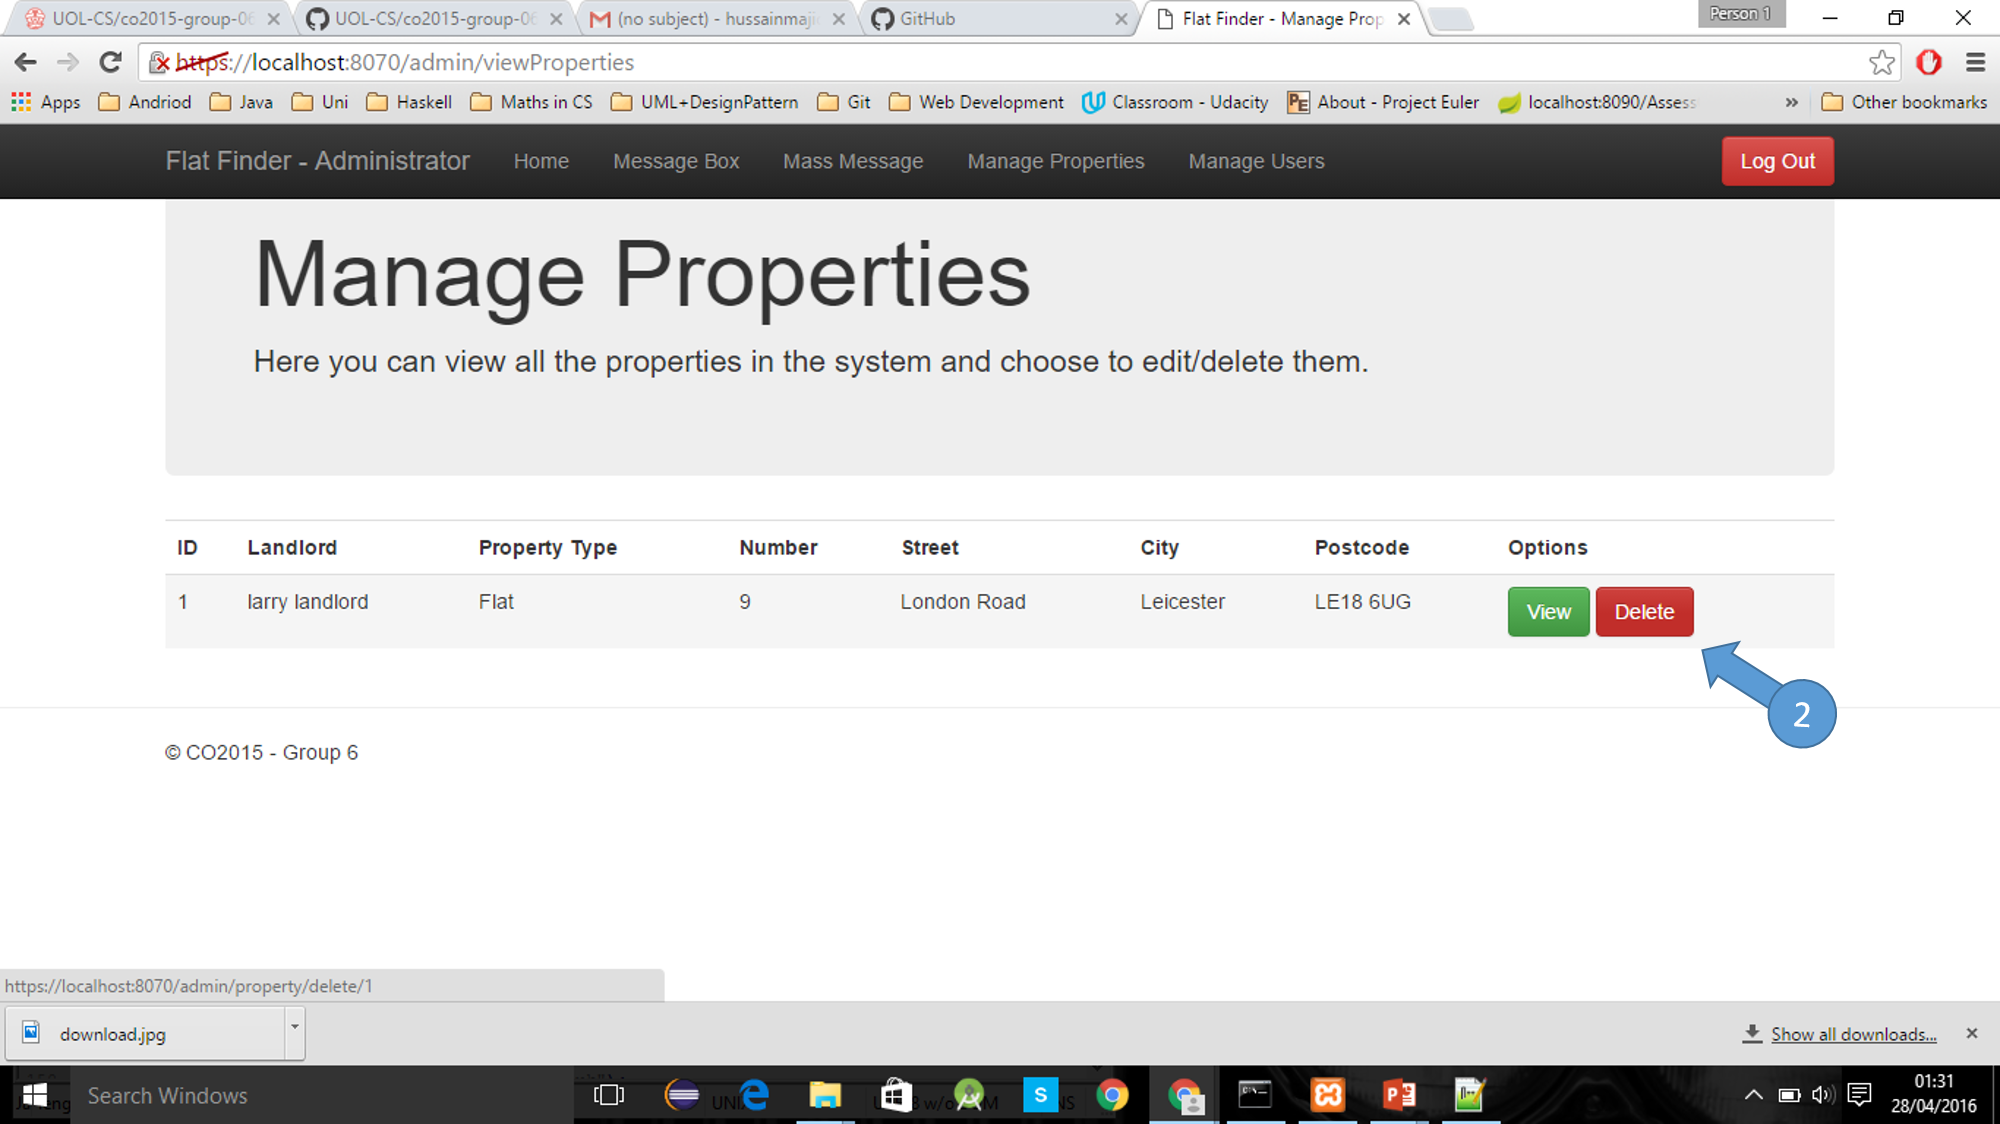 UOL-CS/co2015-group-06
UOL-CS/co2015-group-06
(no subject) - hussainmaji
GitHub
Flat Finder - Manage Prop
Person 1
https://localhost:8070/admin/viewProperties
Apps
Andriod
Java
Uni
Haskell
Maths in CS
UML+DesignPattern
Git
Web Development
Classroom - Udacity
PE About - Project Euler
localhost:8090/Assess
»
Other bookmarks
Flat Finder - Administrator
Home
Message Box
Mass Message
Manage Properties
Manage Users
Log Out
Manage Properties
Here you can view all the properties in the system and choose to edit/delete them.
ID Landlord Property Type Number Street City Postcode Options
1 larry landlord Flat 9 London Road Leicester LE18 6UG View Delete
2
© CO2015 - Group 6
https://localhost:8070/admin/property/delete/1
download.jpg
Show all downloads...
Search Windows
01:31
28/04/2016